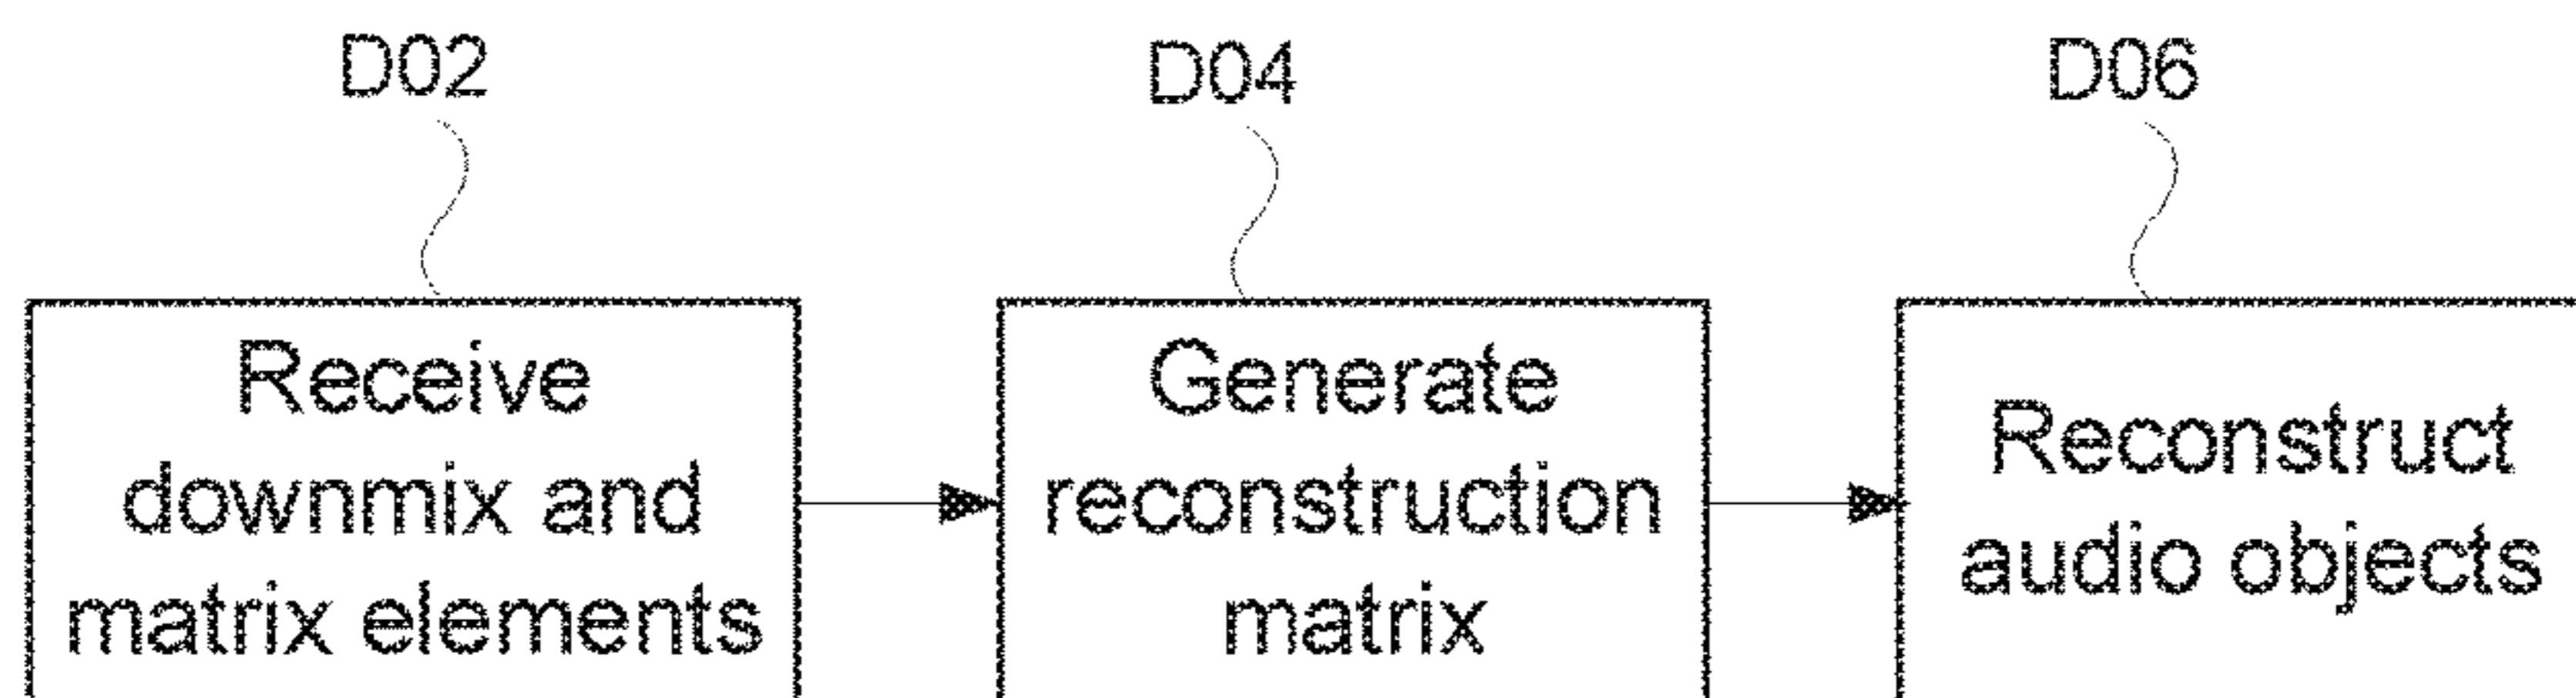 D02
D04
D06
Receive
downmix and
matrix elements
Generate
reconstruction
matrix
Reconstruct
audio objects